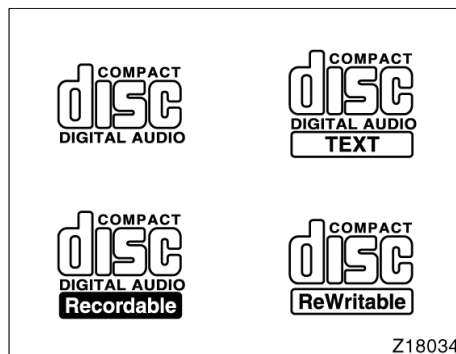 COMPACT
disc
DIGITAL AUDIO
COMPACT
disc
DIGITAL AUDIO
TEXT
COMPACT
disc
DIGITAL AUDIO
Recordable
COMPACT
disc
ReWritable
Z18034